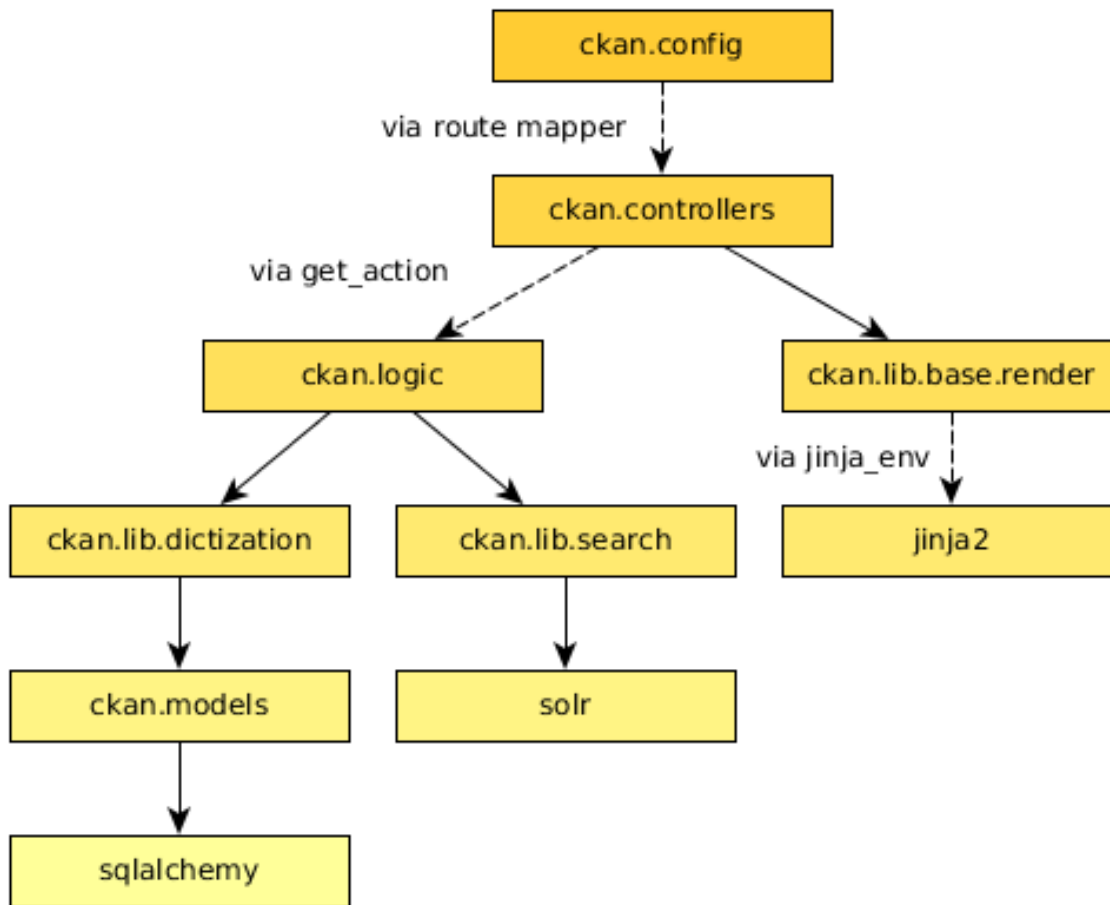 ckan.config
via route mapper
ckan.controllers
via get_action
ckan.logic
ckan.lib.base.render
via jinja_env
ckan.lib.dictization
ckan.lib.search
jinja2
ckan.models
solr
sqlalchemy